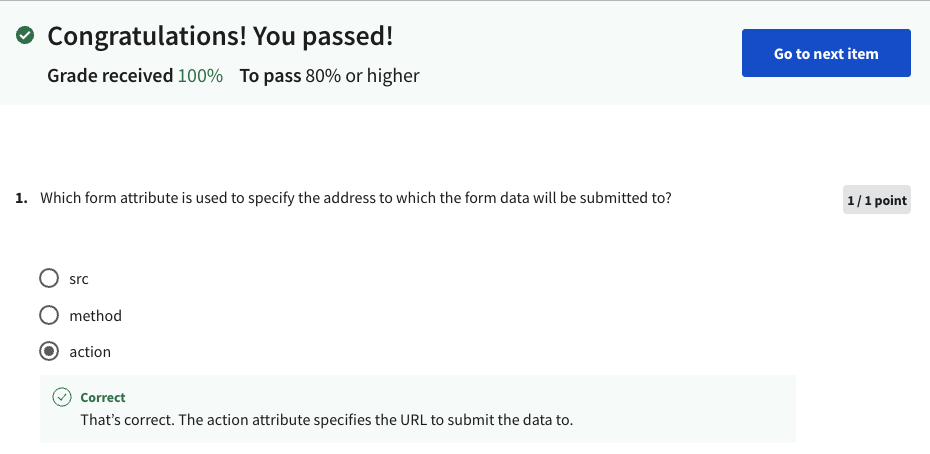 Congratulations! You passed!
Grade received 100% To pass 80% or higher
Go to next item
1. Which form attribute is used to specify the address to which the form data will be submitted to?
1 / 1 point
src
method
action
Correct
That’s correct. The action attribute specifies the URL to submit the data to.